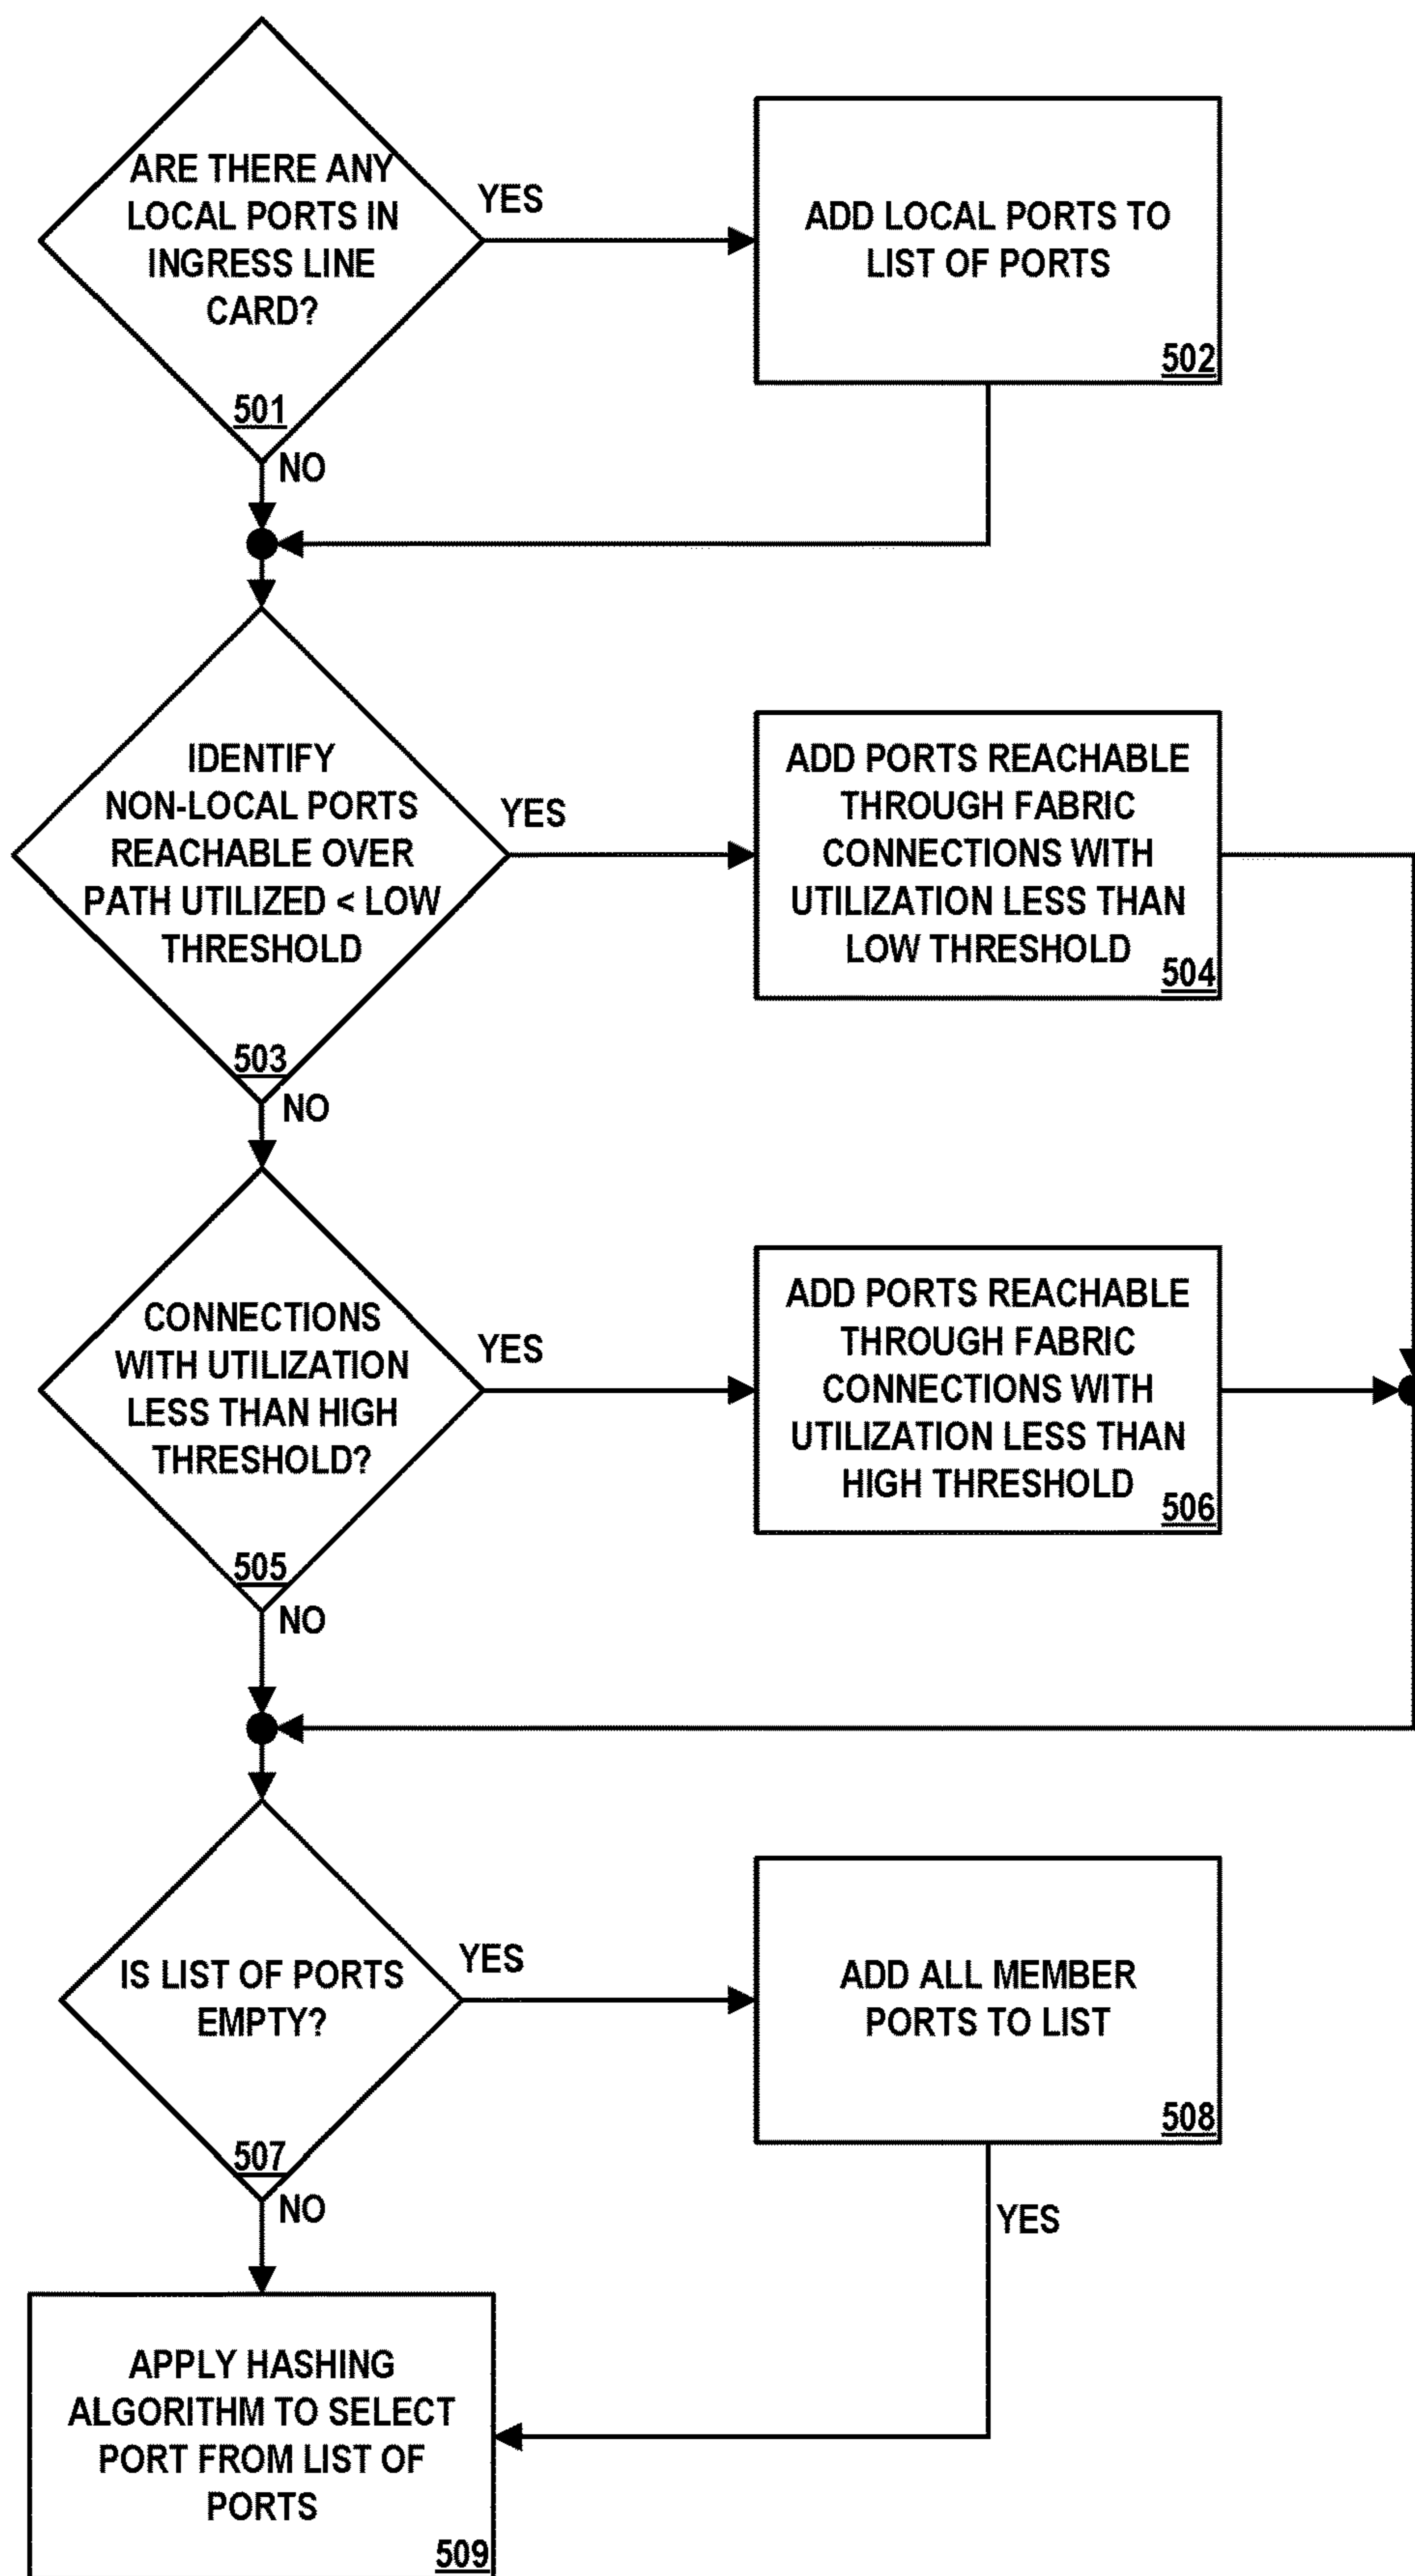 ARE THERE ANY
LOCAL PORTS IN
INGRESS LINE
CARD?
501
YES
ADD LOCAL PORTS TO
LIST OF PORTS
502
NO
IDENTIFY
NON-LOCAL PORTS
REACHABLE OVER
PATH UTILIZED < LOW
THRESHOLD
503
YES
ADD PORTS REACHABLE
THROUGH FABRIC
CONNECTIONS WITH
UTILIZATION LESS THAN
LOW THRESHOLD
504
NO
CONNECTIONS
WITH UTILIZATION
LESS THAN HIGH
THRESHOLD?
505
YES
ADD PORTS REACHABLE
THROUGH FABRIC
CONNECTIONS WITH
UTILIZATION LESS THAN
HIGH THRESHOLD
506
NO
IS LIST OF PORTS
EMPTY?
507
YES
ADD ALL MEMBER
PORTS TO LIST
508
NO
YES
APPLY HASHING
ALGORITHM TO SELECT
PORT FROM LIST OF
PORTS
509